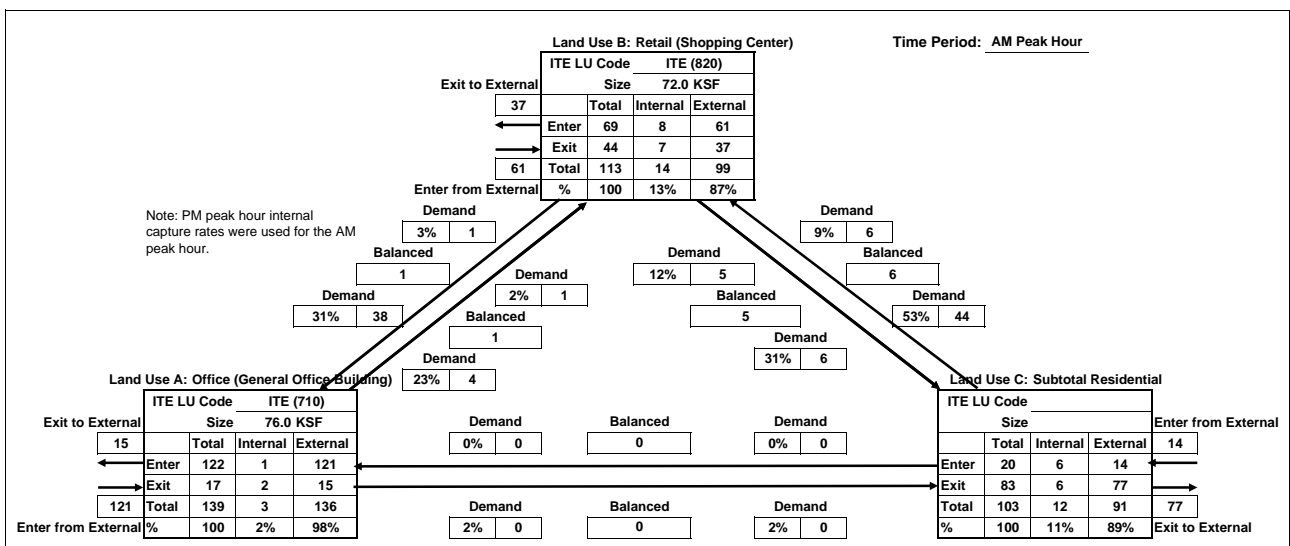 Land Use B: Retail (Shopping Center)
Time Period: AM Peak Hour
ITE LU Code ITE (820)
Exit to External Size 72.0 KSF
37 Total Internal External
Enter 69 8 61
Exit 44 7 37
61 Total 113 14 99
Enter from External % 100 13% 87%
Note: PM peak hour internal
capture rates were used for the AM
peak hour.
Demand
3% 1
Balanced
1
Demand
31% 38
Demand
2% 1
Balanced
1
Demand
23% 4
Demand
12% 5
Balanced
5
Demand
31% 6
Demand
9% 6
Balanced
6
Demand
53% 44
Land Use A: Office (General Office Building)
ITE LU Code ITE (710)
Exit to External Size 76.0 KSF
15 Total Internal External
Enter 122 1 121
Exit 17 2 15
121 Total 139 3 136
Enter from External % 100 2% 98%
Demand Balanced Demand
0% 0 0 0% 0
Demand Balanced Demand
2% 0 0 2% 0
Land Use C: Subtotal Residential
ITE LU Code
Size Enter from External
Total Internal External 14
Enter 20 6 14
Exit 83 6 77
Total 103 12 91 77
% 100 11% 89% Exit to External